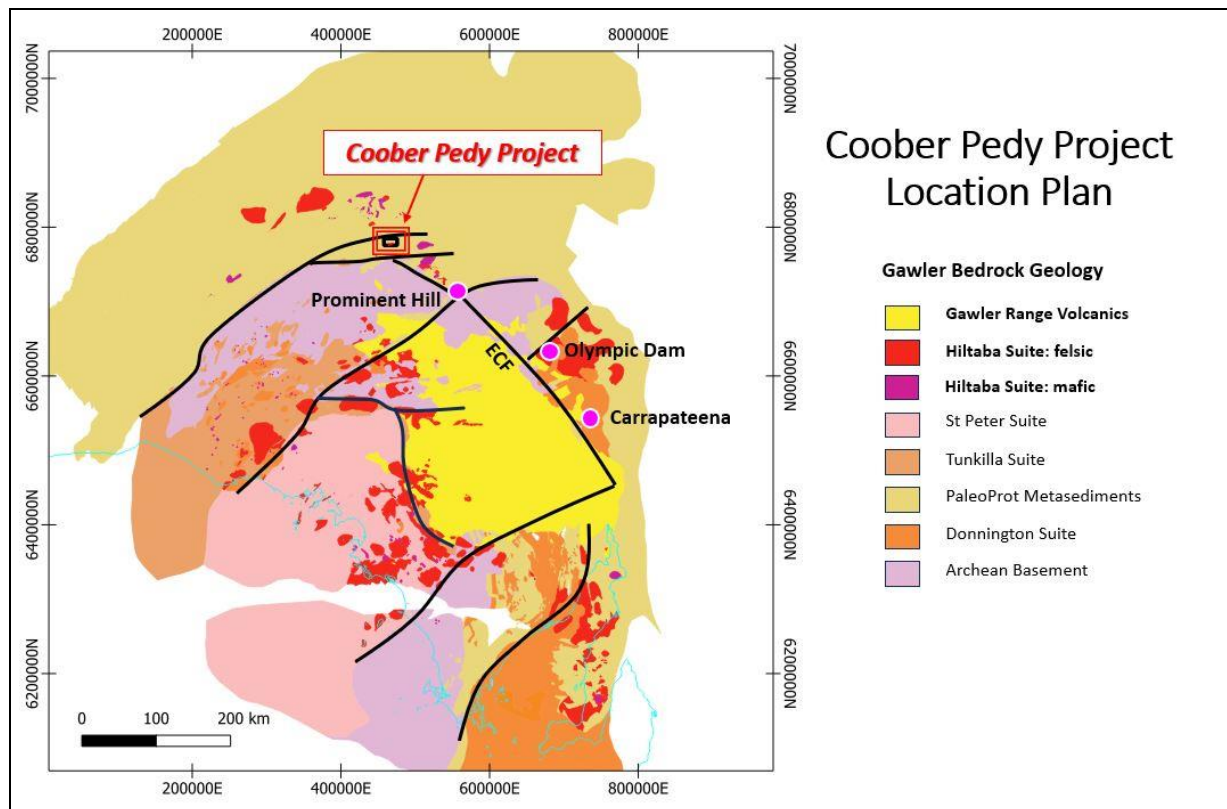 200000E
400000E
600000E
800000E
7000000N
7000000N
Coober Pedy Project
Coober Pedy Project
Location Plan
6800000N
6800000N
Gawler Bedrock Geology
Prominent Hill
Gawler Range Volcanics
ECF
Olympic Dam
Hiltaba Suite: felsic
6600000N
6600000N
Hiltaba Suite: mafic
Carrapateena
St Peter Suite
Tunkilla Suite
PaleoProt Metasediments
6400000N
6400000N
Donnington Suite
Archean Basement
6200000N
6200000N
0 100 200 km
200000E
400000E
600000E
800000E